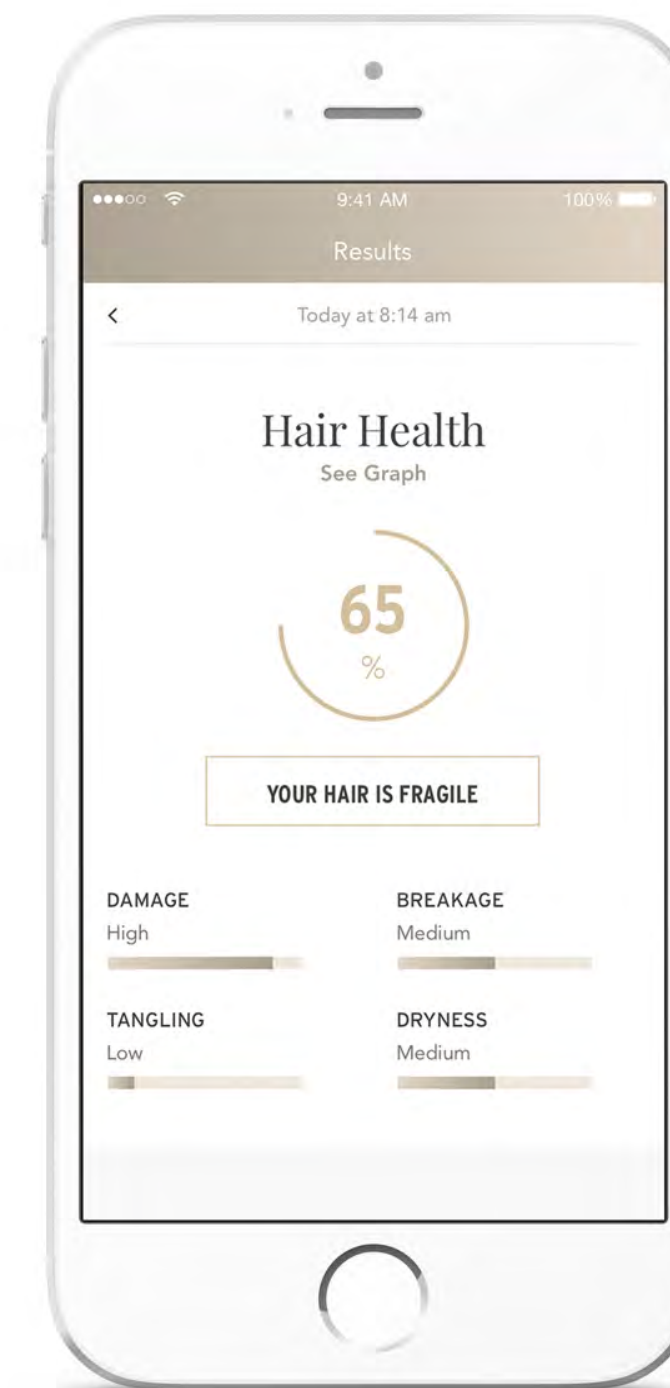 9:41 AM 100%
Results
Today at 8:14 am
Hair Health
See Graph
65
%
YOUR HAIR IS FRAGILE
DAMAGE
High
BREAKAGE
Medium
TANGLING
Low
DRYNESS
Medium